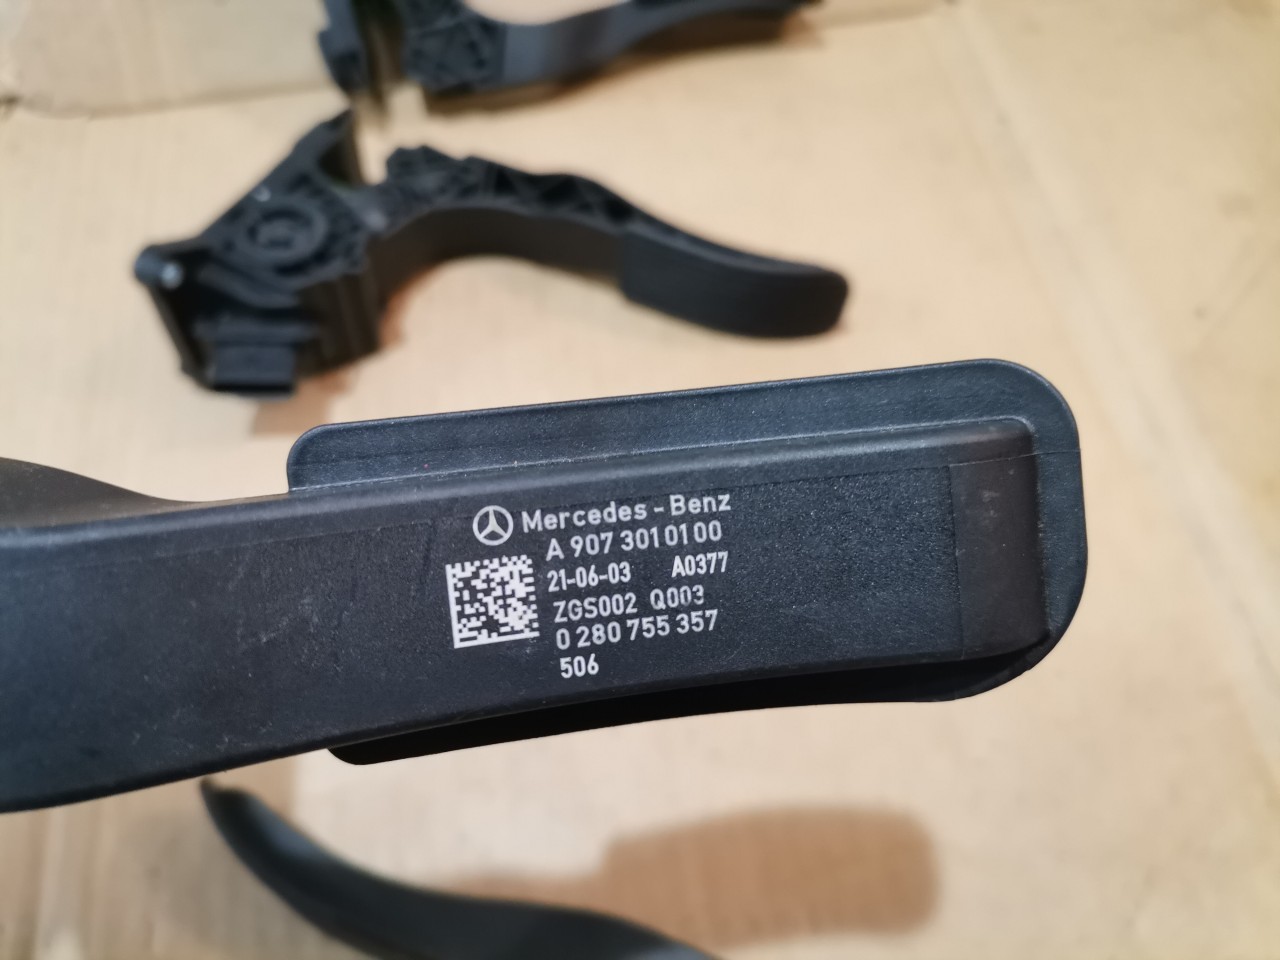 Mercedes-Benz
A 907 301 01 00
21-06-03 A0377
ZGS002 Q003
0 280 755 357
506